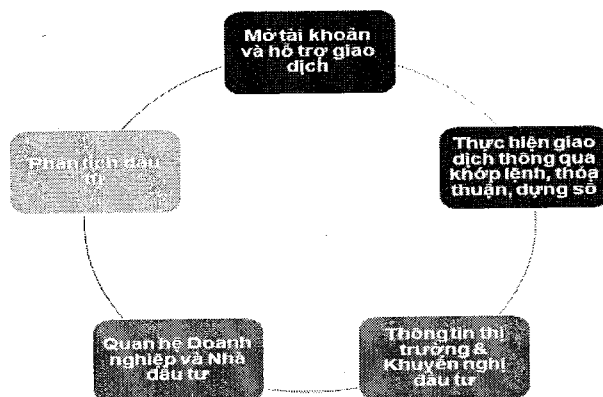 Mở tài khoản
và hỗ trợ giao
dịch
Thực hiện giao
dịch thông qua
khớp lệnh, thỏa
thuận, dựng sổ
Thông tin thị
trường &
Khuyến nghị
đầu tư
Quan hệ Doanh
nghiệp và Nhà
đầu tư
Phân tích đầu
tư